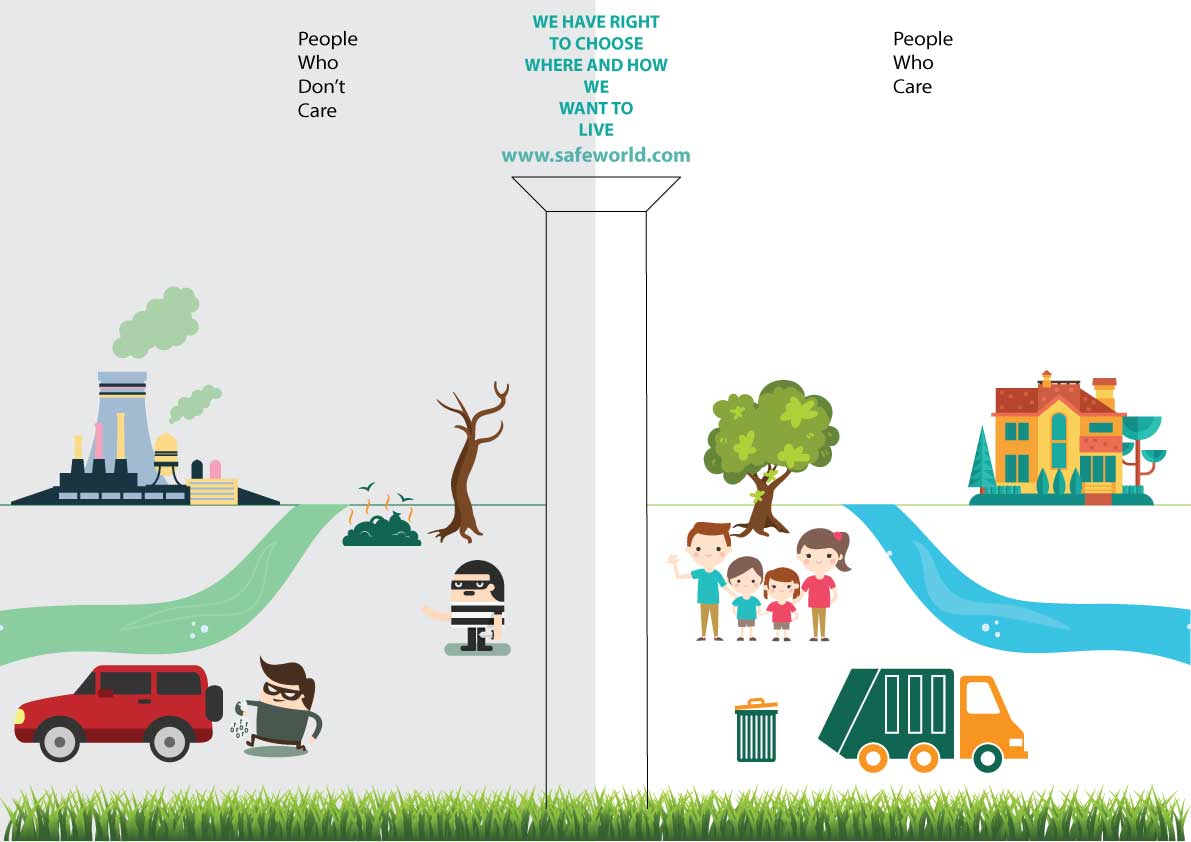 People
Who
Don't
Care
WE HAVE RIGHT
TO CHOOSE
WHERE AND HOW
WE
WANT TO
LIVE
www.safeworld.com
People
Who
Care